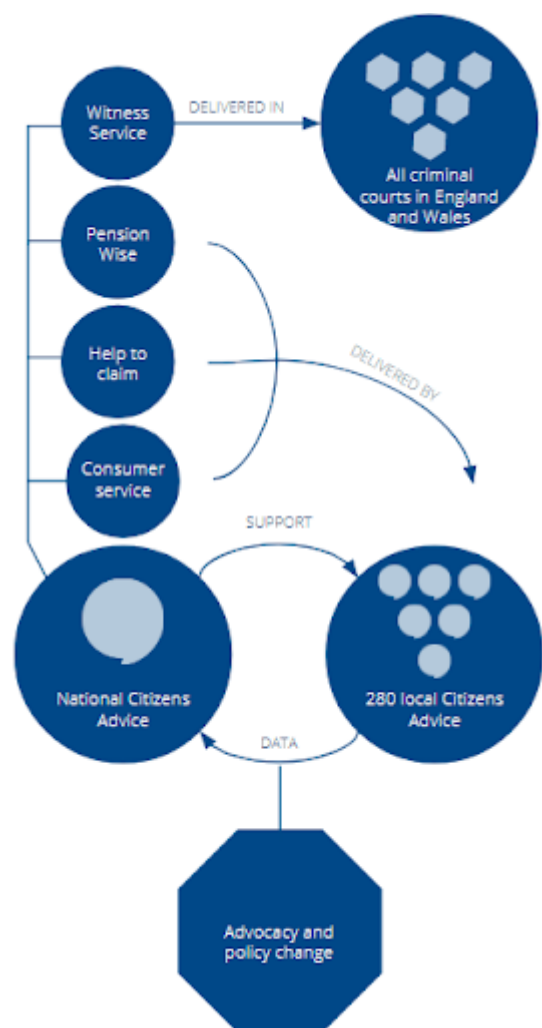 Witness
Service
DELIVERED IN
All criminal
courts in England
and Wales
Pension
Wise
Help to
claim
DELIVERED BY
Consumer
service
SUPPORT
National Citizens
Advice
280 local Citizens
Advice
DATA
Advocacy and
policy change